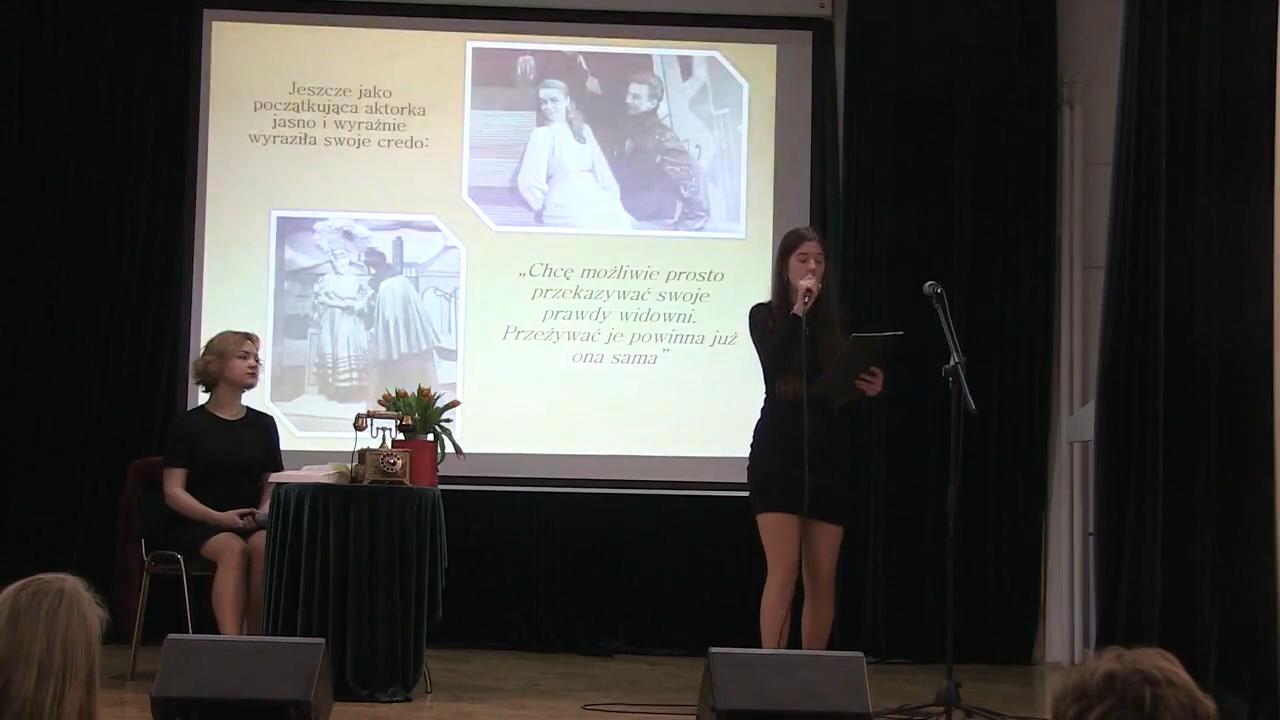 Jeszcze jako
początkująca aktorka
jasno i wyraźnie
wyraziła swoje credo:
„Chcę możliwie prosto
przekazywać swoje
prawdy widowni.
Przeżywać je powinna już
ona sama”